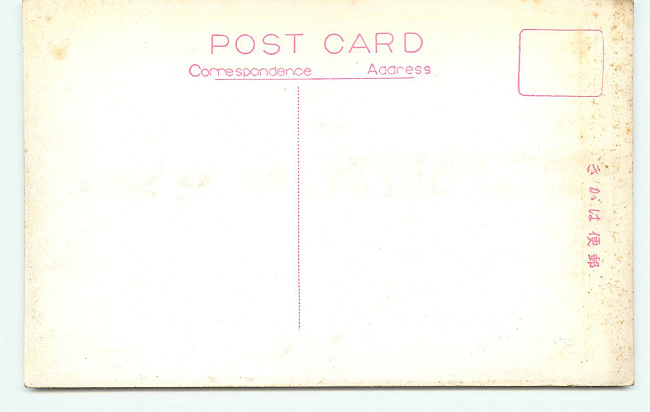 POST CARD
Correspondence Address
郵便はがき